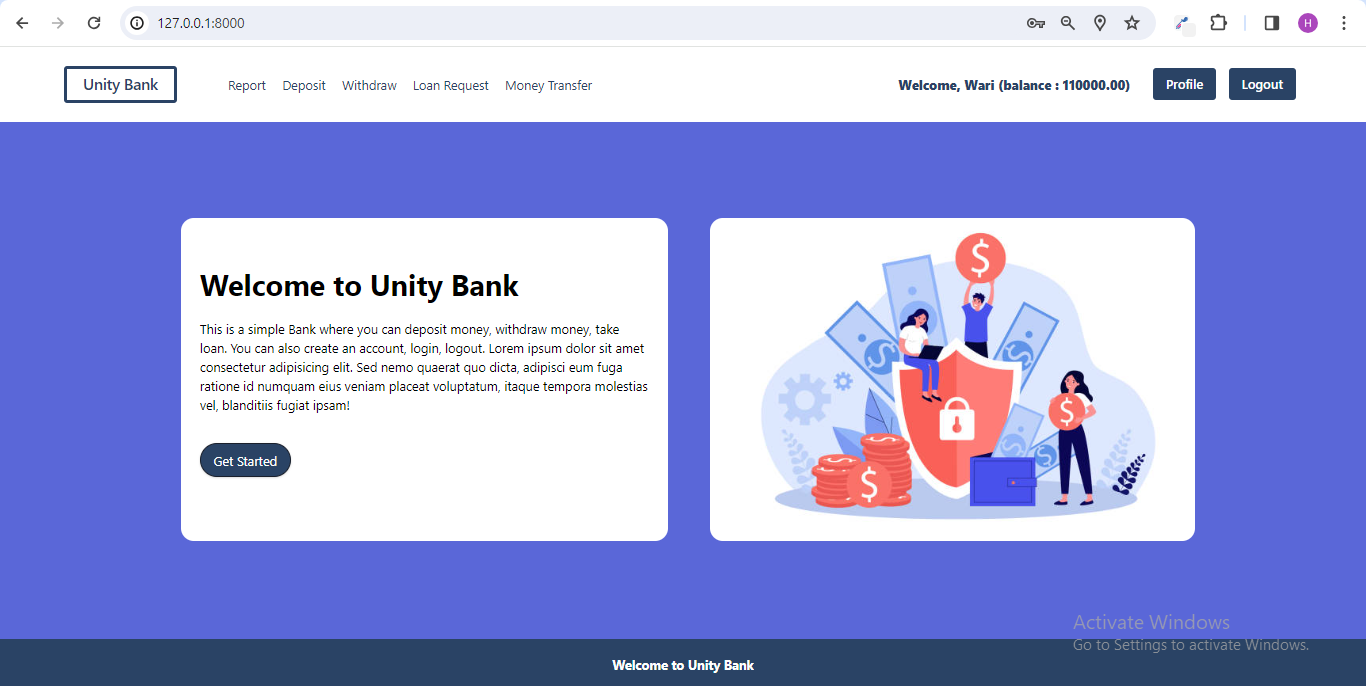 127.0.0.1:8000
H
Unity Bank
Report Deposit Withdraw Loan Request Money Transfer
Welcome, Wari (balance : 110000.00)
Profile
Logout
Welcome to Unity Bank
This is a simple Bank where you can deposit money, withdraw money, take
loan. You can also create an account, login, logout. Lorem ipsum dolor sit amet
consectetur adipisicing elit. Sed nemo quaerat quo dicta, adipisci eum fuga
ratione id numquam eius veniam placeat voluptatum, itaque tempora molestias
vel, blanditiis fugiat ipsam!
Get Started
$
$
$
$
$
$
$
Activate Windows
Go to Settings to activate Windows.
Welcome to Unity Bank